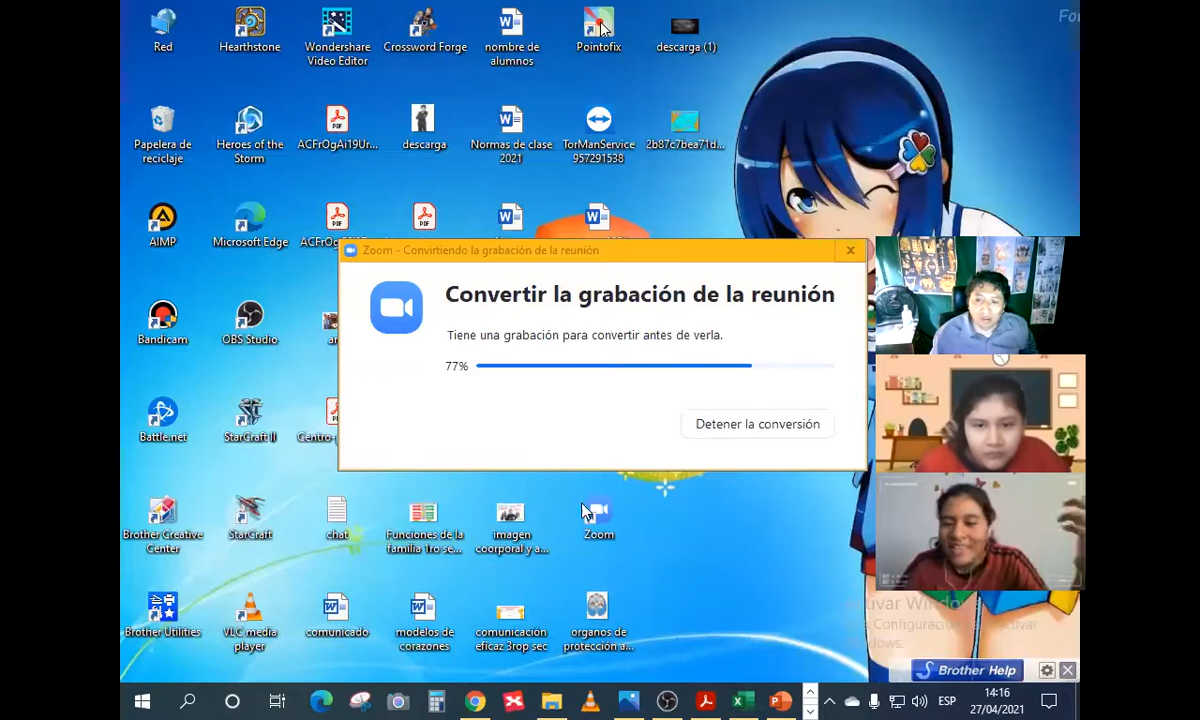 Red
Hearthstone
Wondershare
Video Editor
Crossword Forge
nombre de
alumnos
Pointofix
descarga (1)
Papelera de
reciclaje
Heroes of the
Storm
ACFrOgAi19Ur...
descarga
Normas de clase
2021
TorManService
957291538
2b87c7bea71d...
AIMP
Microsoft Edge
Zoom - Convirtiendo la grabación de la reunión
Convertir la grabación de la reunión
Tiene una grabación para convertir antes de verla.
77%
Detener la conversión
Bandicam
OBS Studio
Battle.net
StarCraft II
Centro-
Brother Creative
Center
StarCraft
chat
Funciones de la
familia 1ro se...
imagen
coorporal y a...
Zoom
Brother Utilities
VLC media
player
comunicado
modelos de
corazones
comunicación
eficaz 3rop sec
organos de
protección a...
Brother Help
ESP
14:16
27/04/2021